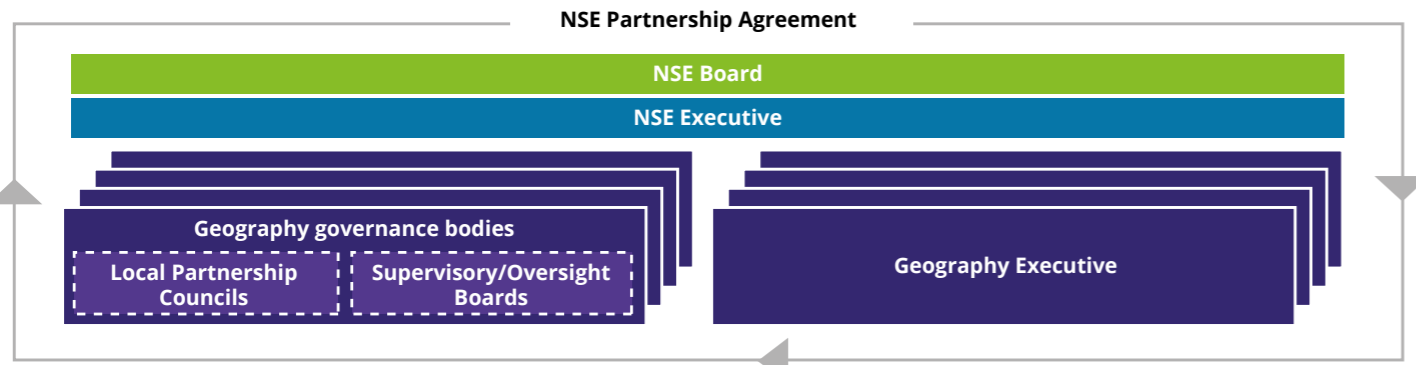 NSE Partnership Agreement
NSE Board
NSE Executive
Geography governance bodies
Local Partnership
Councils
Supervisory/Oversight
Boards
Geography Executive